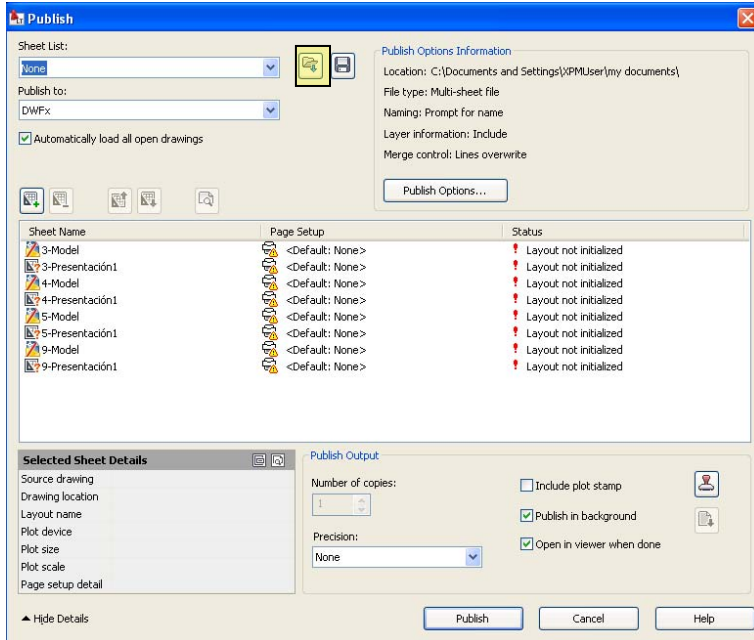 Publish
Sheet List:
None
Publish to:
DWFx
Automatically load all open drawings
Publish Options Information
Location: C:\Documents and Settings\XPMUser\my documents\
File type: Multi-sheet file
Naming: Prompt for name
Layer information: Include
Merge control: Lines overwrite
Publish Options...
Sheet Name Page Setup Status
3-Model <Default: None> Layout not initialized
3-Presentación1 <Default: None> Layout not initialized
4-Model <Default: None> Layout not initialized
4-Presentación1 <Default: None> Layout not initialized
5-Model <Default: None> Layout not initialized
5-Presentación1 <Default: None> Layout not initialized
9-Model <Default: None> Layout not initialized
9-Presentación1 <Default: None> Layout not initialized
Selected Sheet Details
Source drawing
Drawing location
Layout name
Plot device
Plot size
Plot scale
Page setup detail
Publish Output
Number of copies:
1
Precision:
None
Include plot stamp
Publish in background
Open in viewer when done
Hide Details
Publish
Cancel
Help